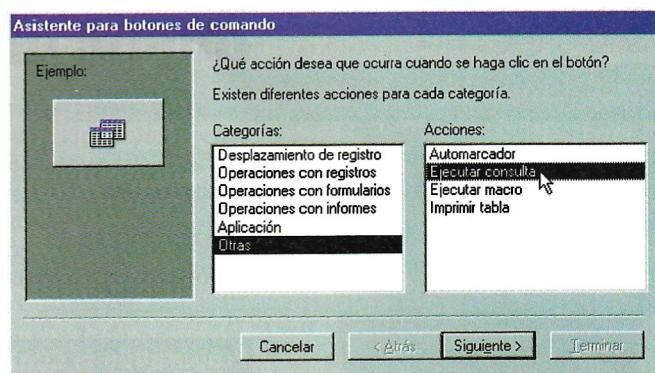 Asistente para botones de comando
Ejemplo:
¿Qué acción desea que ocurra cuando se haga clic en el botón?
Existen diferentes acciones para cada categoría.
Categorías:
Desplazamiento de registro
Operaciones con registros
Operaciones con formularios
Operaciones con informes
Aplicación
Otras
Acciones:
Automarcador
Ejecutar consulta
Ejecutar macro
Imprimir tabla
Cancelar
< Atrás
Siguiente >
Terminar